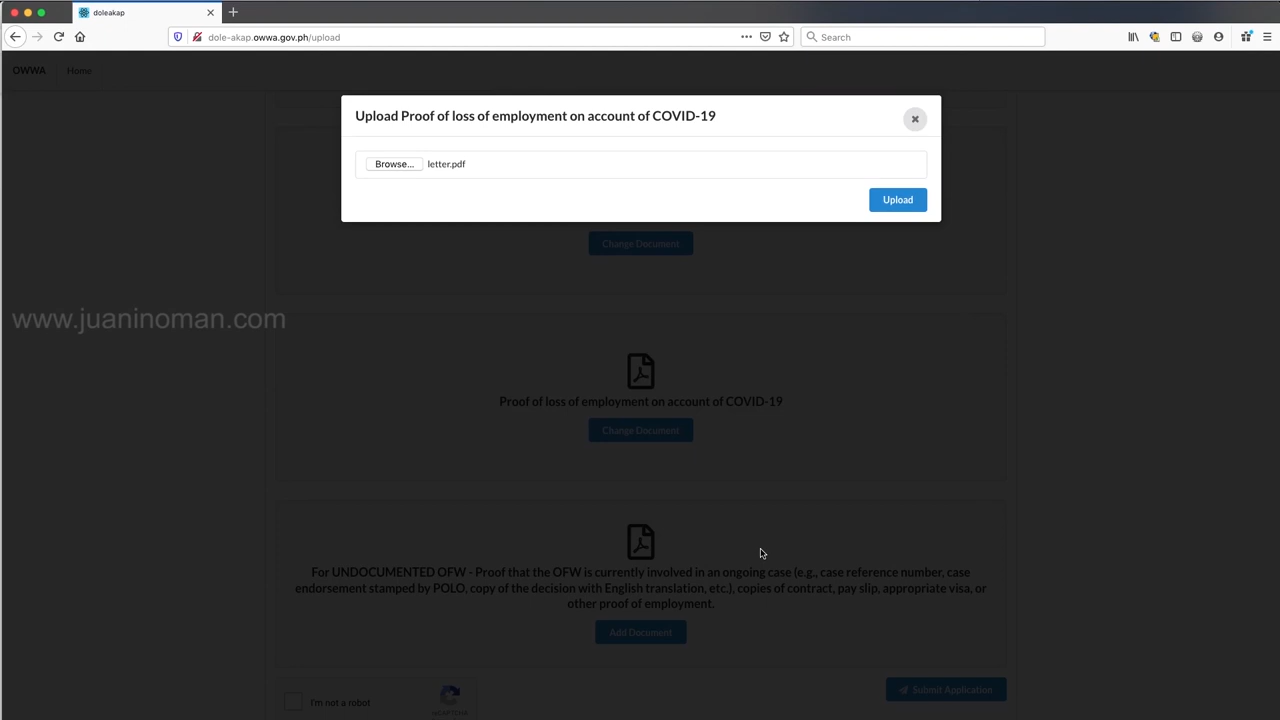 doleakap
dole-akap.owwa.gov.ph/upload
Search
OWWA
Home
Upload Proof of loss of employment on account of COVID-19
Browse... letter.pdf
Upload
Change Document
www.juaninoman.com
Proof of loss of employment on account of COVID-19
Change Document
For UNDOCUMENTED OFW - Proof that the OFW is currently involved in an ongoing case (e.g., case reference number, case
endorsement stamped by POLO, copy of the decision with English translation, etc.), copies of contract, pay slip, appropriate visa, or
other proof of employment.
Add Document
Submit Application
I'm not a robot
reCAPTCHA